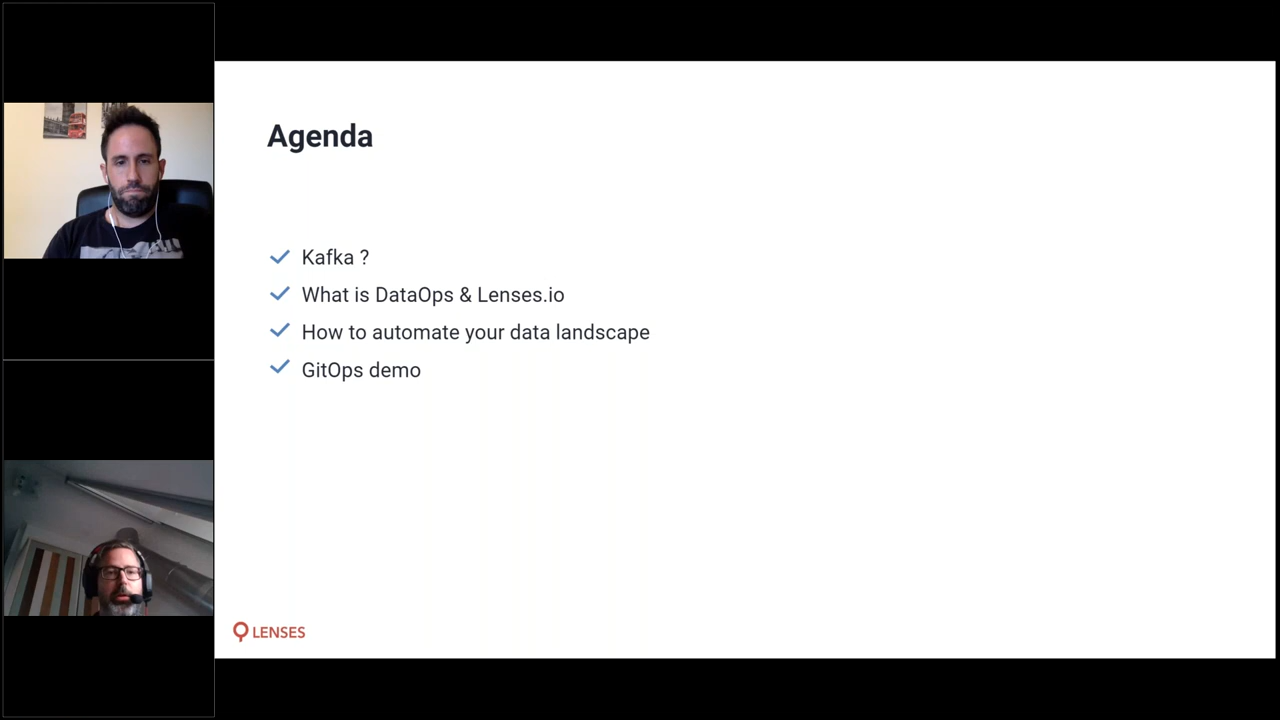 Agenda
Kafka ?
What is DataOps & Lenses.io
How to automate your data landscape
GitOps demo
LENSES